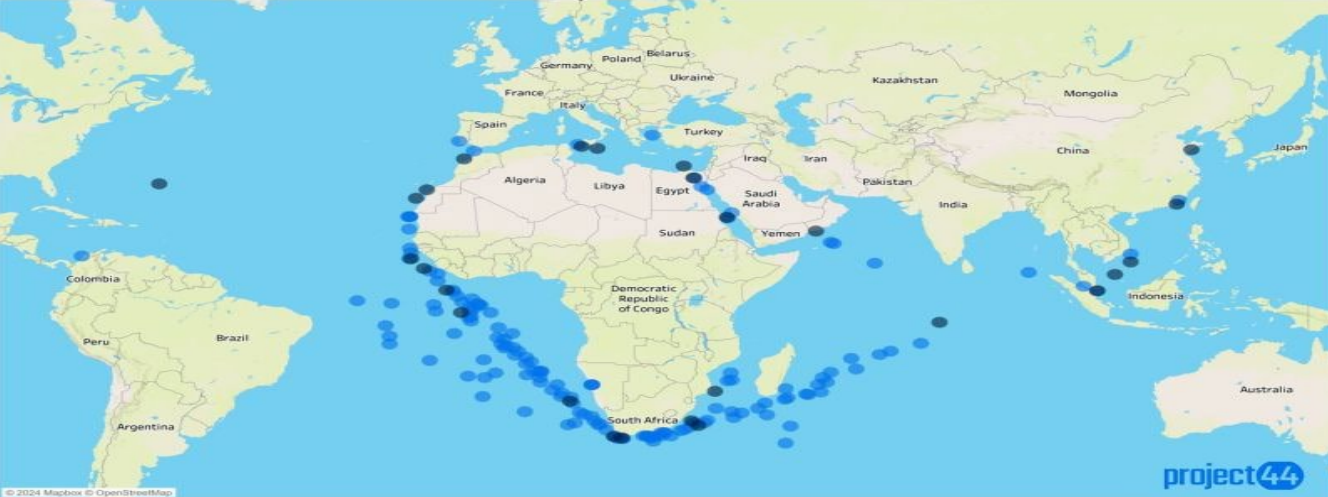 Belarus
Poland
Germany
Ukraine
Kazakhstan
France
Mongolia
Italy
Spain
Turkey
Japan
China
Iraq
Iran
Algeria
Libya
Egypt
Pakistan
Saudi
Arabia
India
Sudan
Yemen
Colombia
Democratic
Republic
of Congo
Indonesia
Brazil
Peru
Australia
South Africa
Argentina
project44
© 2024 Mapbox © OpenStreetMap